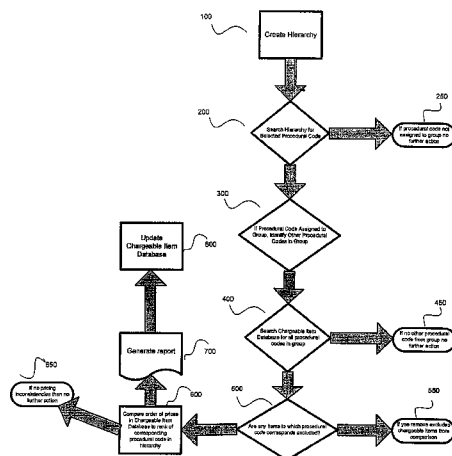 100
Create Hierarchy
200
Search Hierarchy for
Selected Procedural Code
250
If procedural code not
assigned to group no
further action
300
If Procedural Code Assigned to
Group, Identify Other Procedural
Codes in Group
400
Search Chargeable Item
Database for all procedural
codes in group
450
If no other procedural
code from group no
further action
500
Are any items to which procedural
code corresponds excluded?
550
If yes remove excluded
chargeable items from
comparison
600
Compare order of prices
in Chargeable Item
Database to rank of
corresponding
procedural code in
hierarchy
650
If no pricing
inconsistencies then no
further action
Generate report
700
Update
Chargeable Item
Database
800